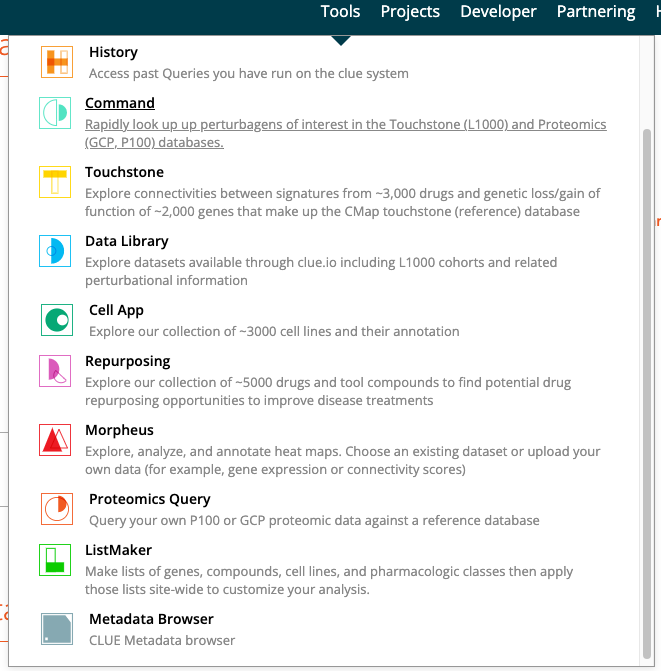 Tools Projects Developer Partnering
History
Access past Queries you have run on the clue system
Command
Rapidly look up up perturbagens of interest in the Touchstone (L1000) and Proteomics
(GCP, P100) databases.
Touchstone
Explore connectivities between signatures from ~3,000 drugs and genetic loss/gain of
function of ~2,000 genes that make up the CMap touchstone (reference) database
Data Library
Explore datasets available through clue.io including L1000 cohorts and related
perturbational information
Cell App
Explore our collection of ~3000 cell lines and their annotation
Repurposing
Explore our collection of ~5000 drugs and tool compounds to find potential drug
repurposing opportunities to improve disease treatments
Morpheus
Explore, analyze, and annotate heat maps. Choose an existing dataset or upload your
own data (for example, gene expression or connectivity scores)
Proteomics Query
Query your own P100 or GCP proteomic data against a reference database
ListMaker
Make lists of genes, compounds, cell lines, and pharmacologic classes then apply
those lists site-wide to customize your analysis.
Metadata Browser
CLUE Metadata browser